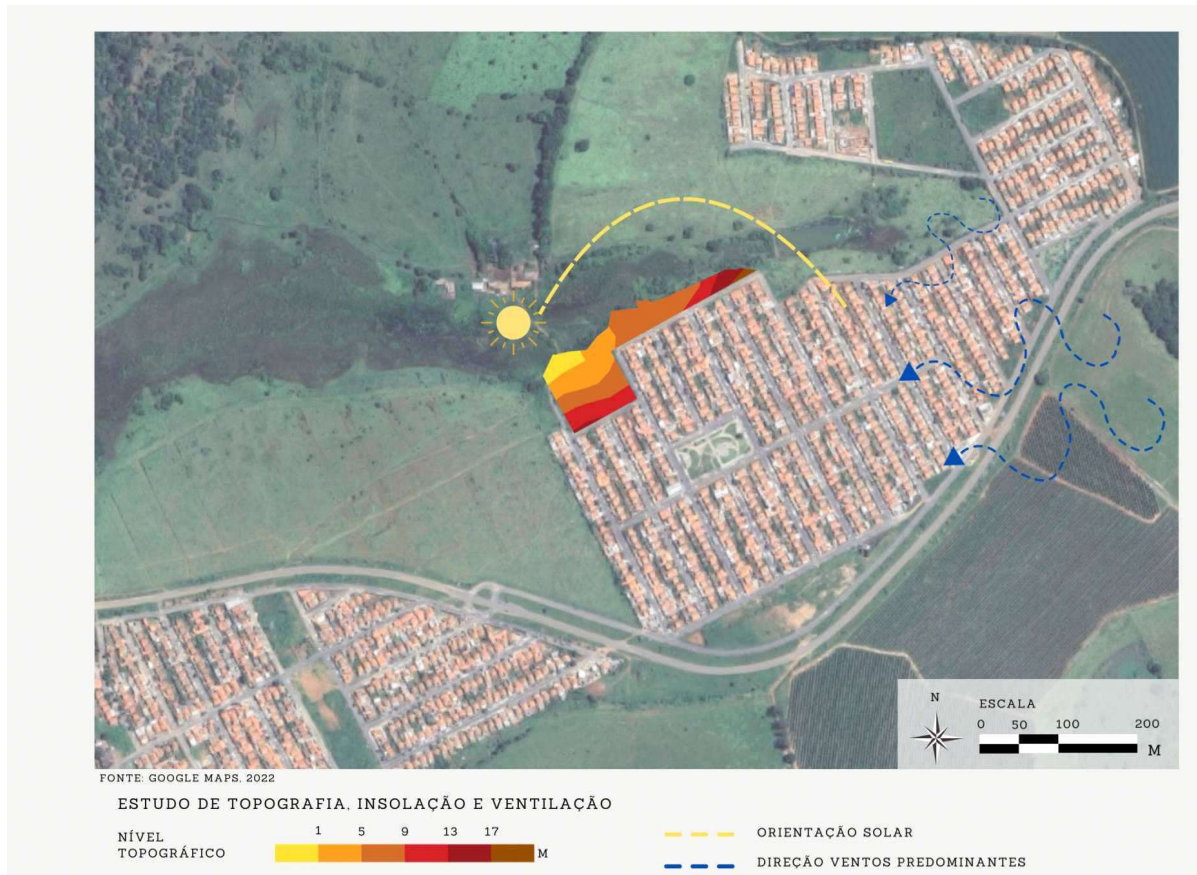 N
ESCALA
0 50 100 200
M
FONTE: GOOGLE MAPS, 2022
ESTUDO DE TOPOGRAFIA, INSOLAÇÃO E VENTILAÇÃO
NÍVEL
TOPOGRÁFICO
1 5 9 13 17
M
ORIENTAÇÃO SOLAR
DIREÇÃO VENTOS PREDOMINANTES